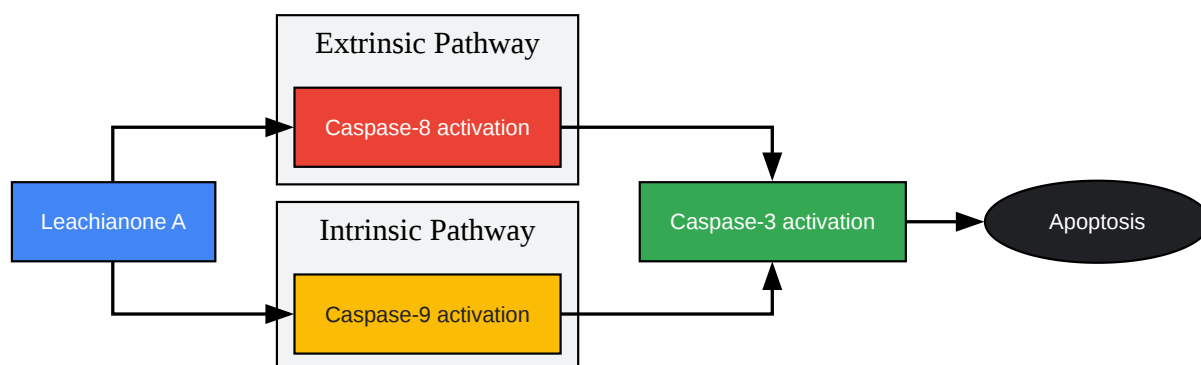 Extrinsic Pathway
Caspase-8 activation
Leachianone A
Caspase-3 activation
Apoptosis
Intrinsic Pathway
Caspase-9 activation